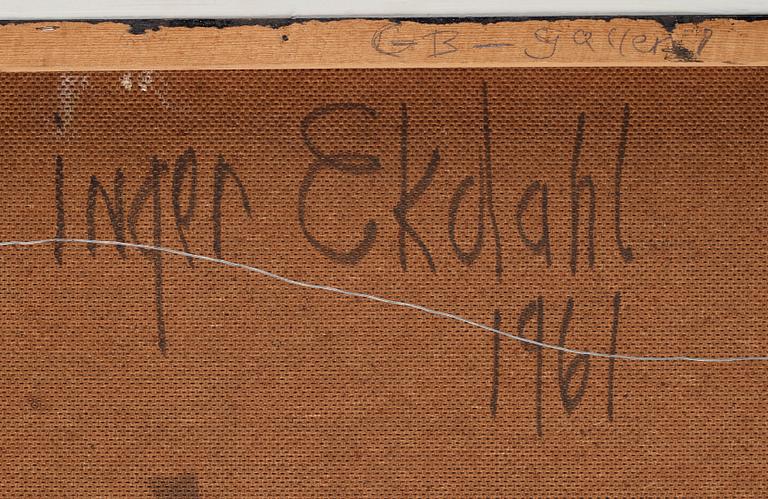 GB - galleri
Inger Ekdahl
1961